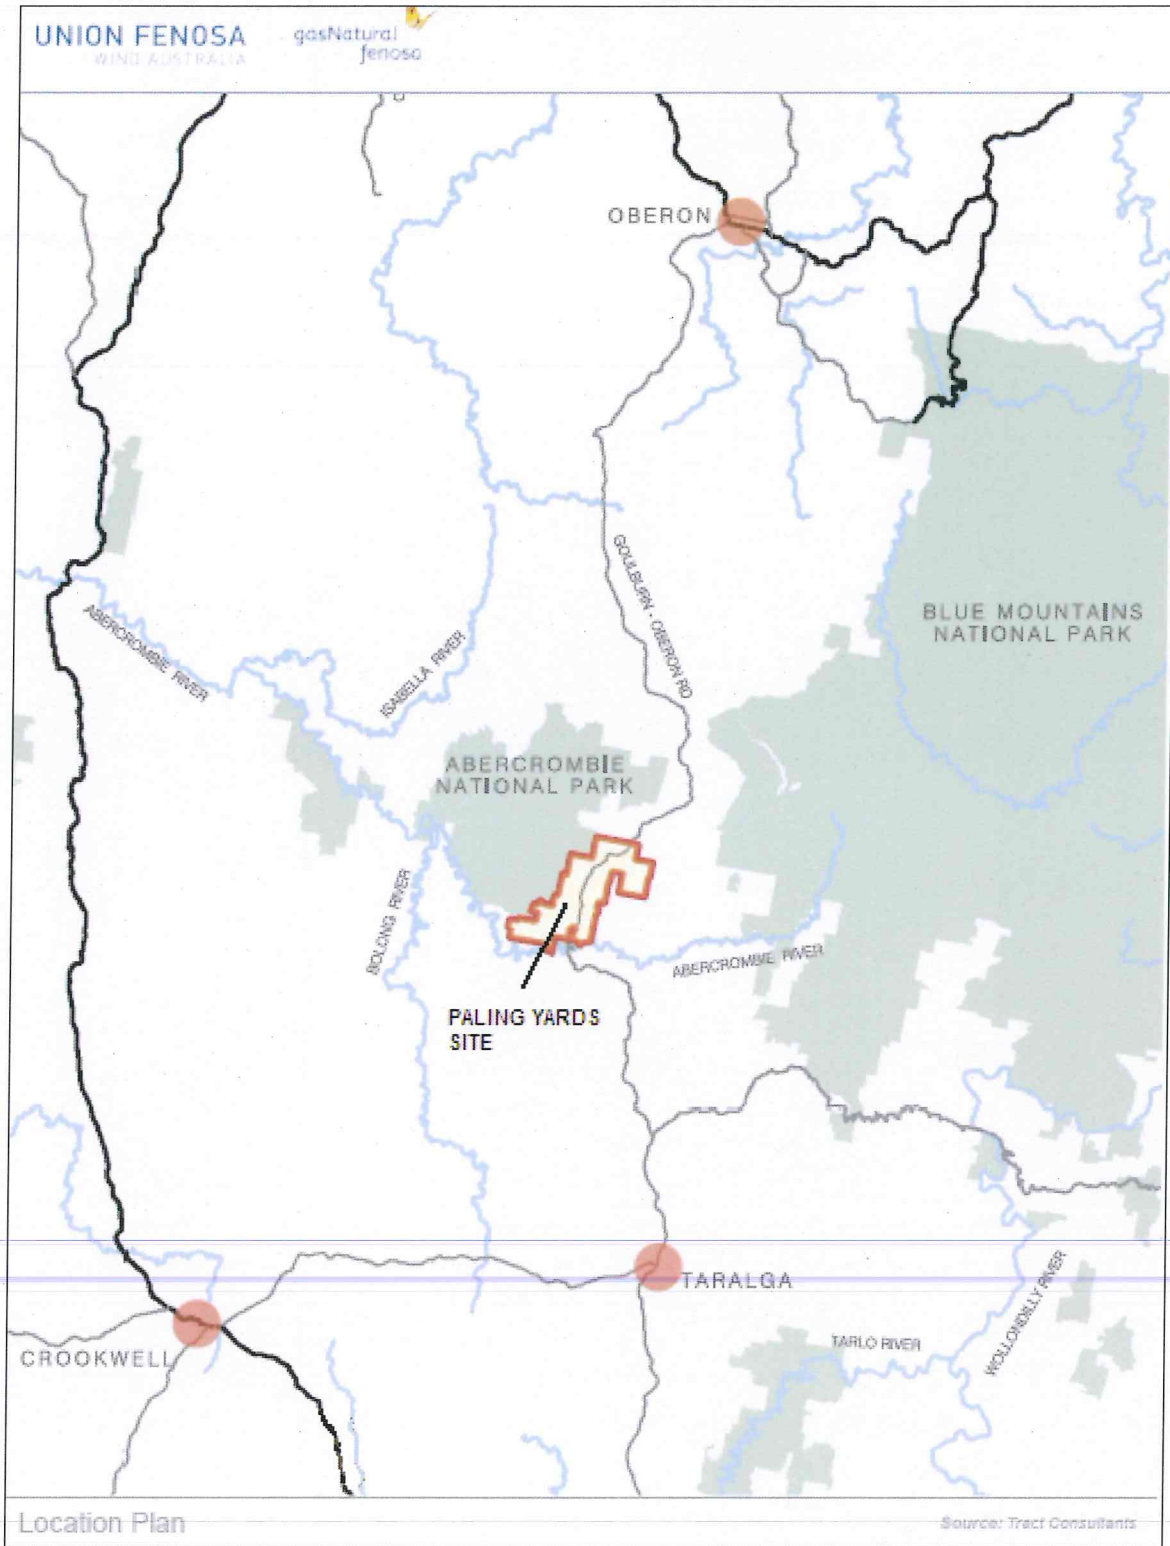 UNION FENOSA
WIND AUSTRALIA
gasNatural
fenosa
OBERON
GOULBURN - OBERON RD
BLUE MOUNTAINS
NATIONAL PARK
ABERCROMBIE RIVER
ISABELLA RIVER
ABERCROMBIE
NATIONAL PARK
BOLONG RIVER
ABERCROMBIE RIVER
PALING YARDS
SITE
TARALGA
WOLLONDILLY RIVER
TARLO RIVER
CROOKWELL
Location Plan
Source: Tract Consultants